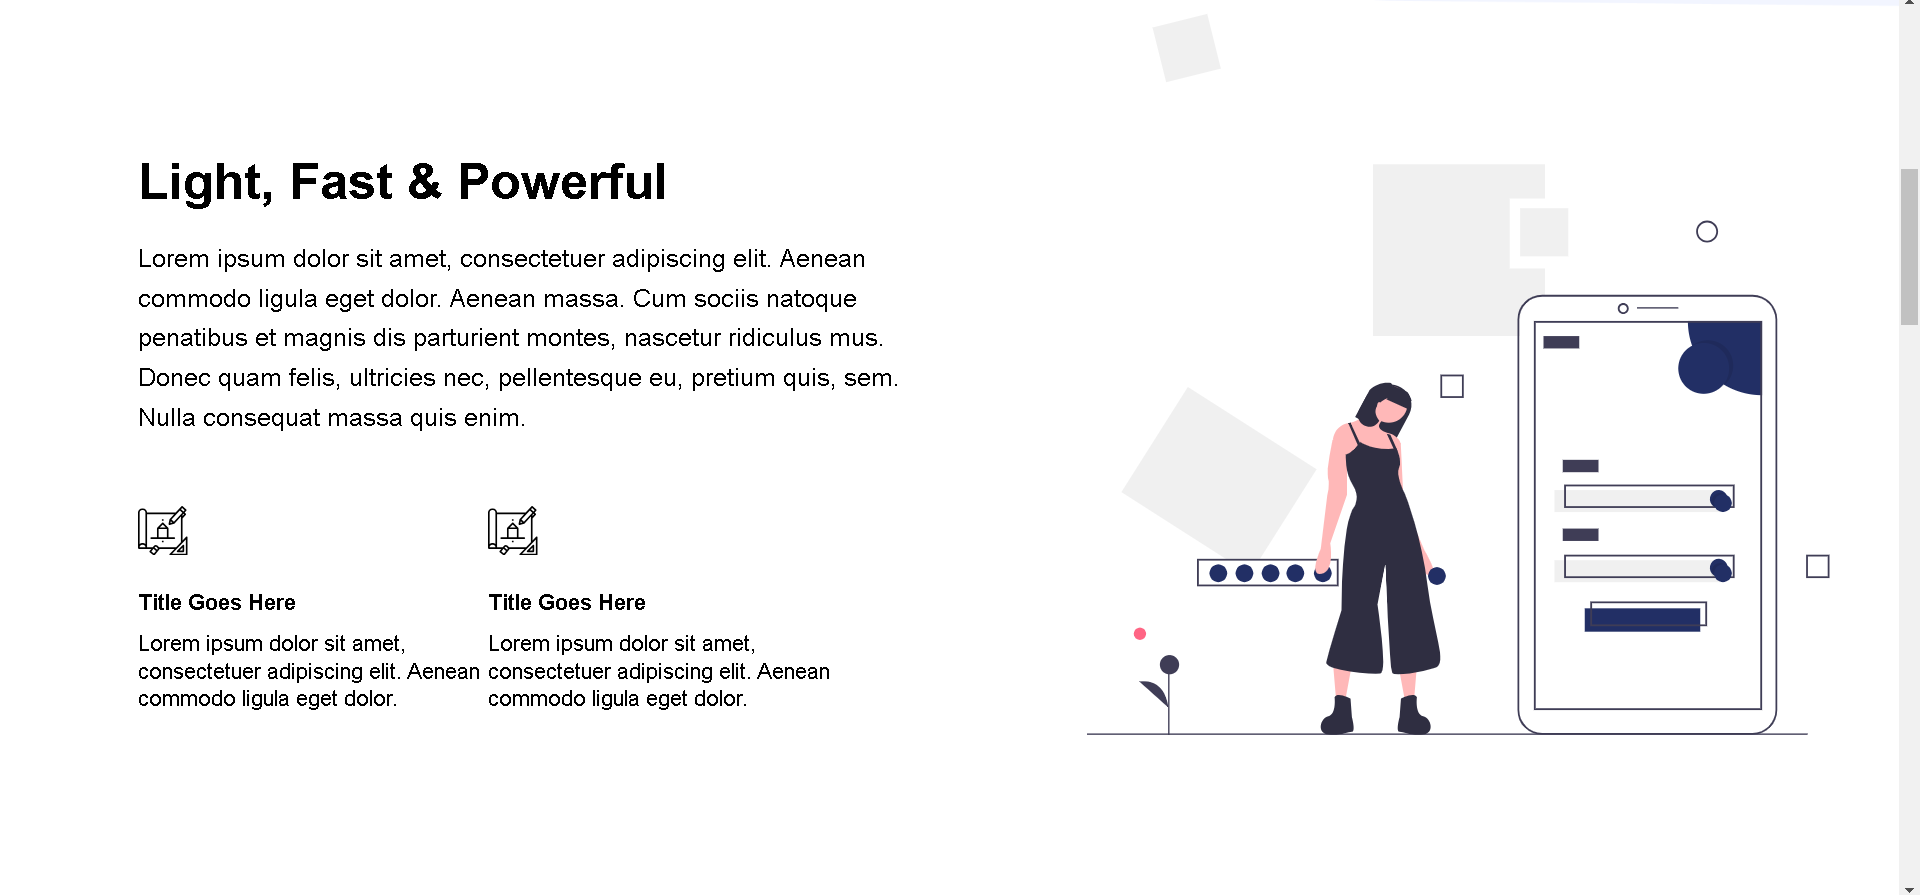 Light, Fast & Powerful
Lorem ipsum dolor sit amet, consectetuer adipiscing elit. Aenean
commodo ligula eget dolor. Aenean massa. Cum sociis natoque
penatibus et magnis dis parturient montes, nascetur ridiculus mus.
Donec quam felis, ultricies nec, pellentesque eu, pretium quis, sem.
Nulla consequat massa quis enim.
Title Goes Here
Lorem ipsum dolor sit amet,
consectetuer adipiscing elit. Aenean
commodo ligula eget dolor.
Title Goes Here
Lorem ipsum dolor sit amet,
consectetuer adipiscing elit. Aenean
commodo ligula eget dolor.